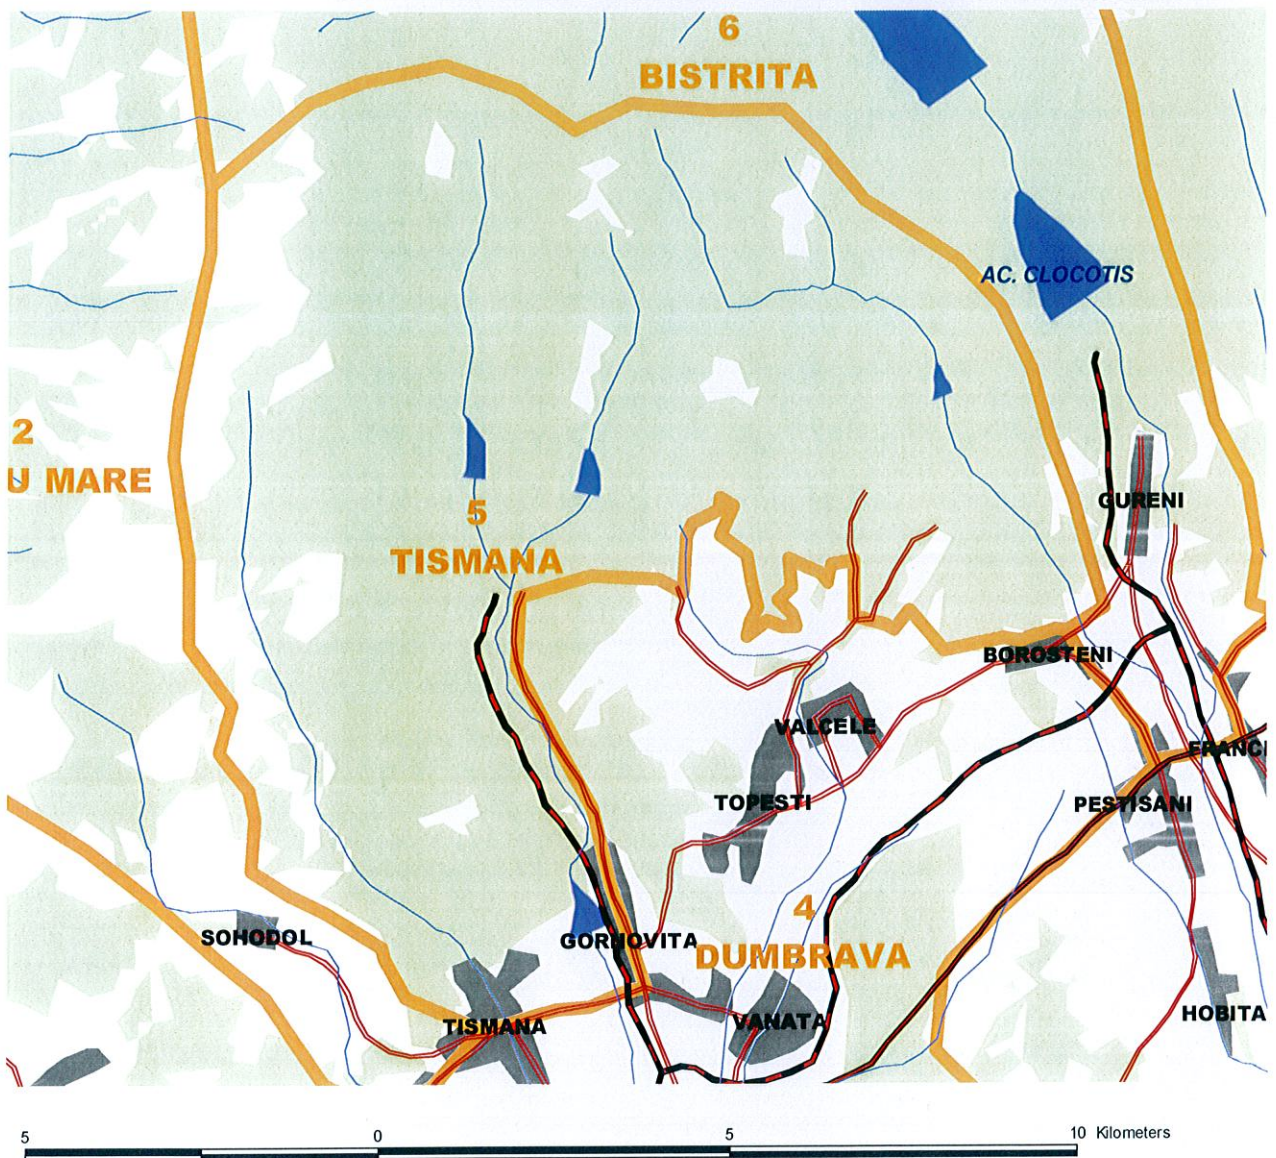 6
BISTRITA
AC. CLOCOTIS
2
U MARE
GURENI
5
TISMANA
BOROSTENI
VALCELE
FRANCI
TOPESTI
PESTISANI
4
SOHODOL
GORNOVITA
DUMBRAVA
HOBITA
TISMANA
VANATA
5 0 5 10 Kilometers